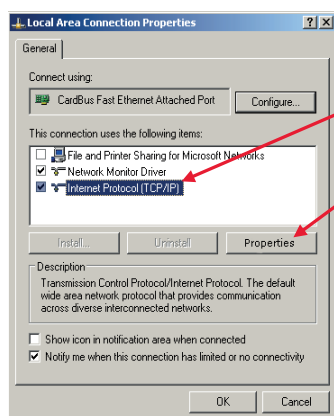 Local Area Connection Properties
General
Connect using:
CardBus Fast Ethernet Attached Port
Configure...
This connection uses the following items:
File and Printer Sharing for Microsoft Networks
Network Monitor Driver
Internet Protocol (TCP/IP)
Install... Uninstall Properties
Description
Transmission Control Protocol/Internet Protocol. The default
wide area network protocol that provides communication
across diverse interconnected networks.
Show icon in notification area when connected
Notify me when this connection has limited or no connectivity
OK Cancel